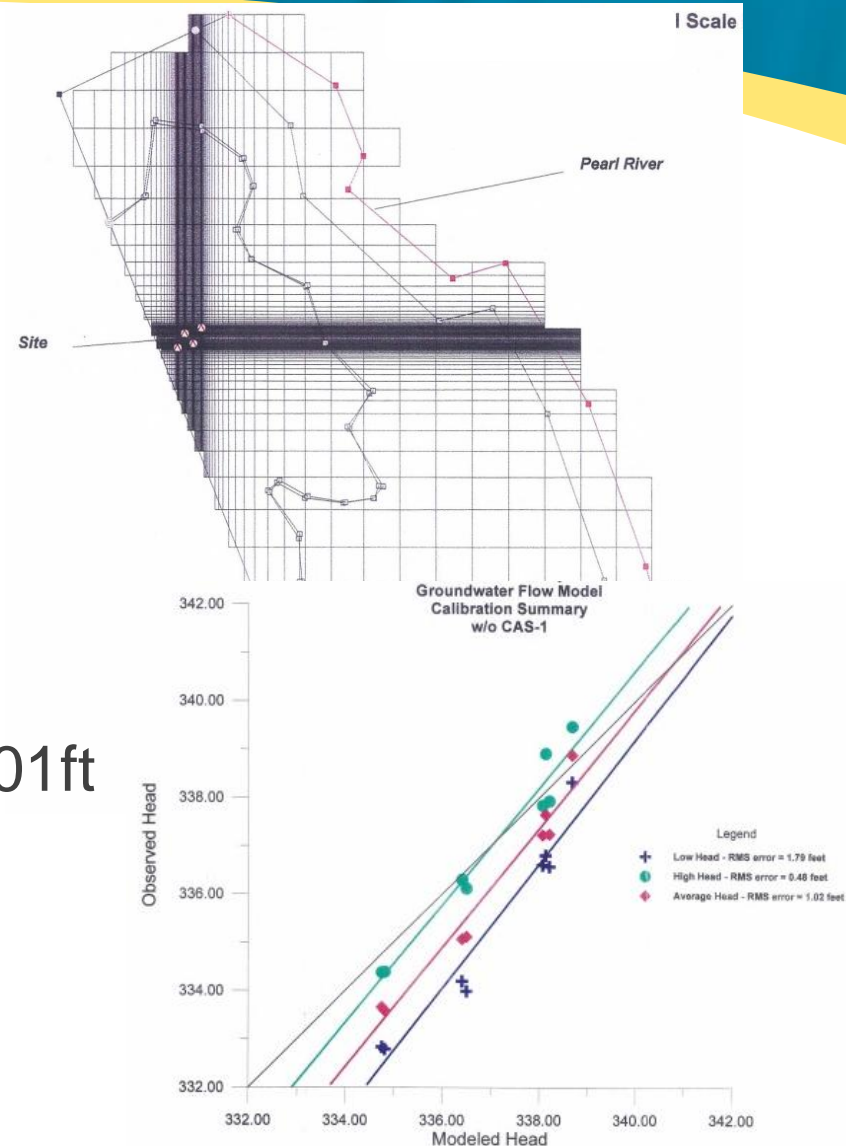 l Scale
Pearl River
Site
Groundwater Flow Model
Calibration Summary
w/o CAS-1
01ft
342.00
340.00
338.00
336.00
334.00
332.00
Observed Head
Legend
Low Head - RMS error = 1.79 feet
High Head - RMS error = 0.48 feet
Average Head - RMS error = 1.02 feet
332.00 334.00 336.00 338.00 340.00 342.00
Modeled Head